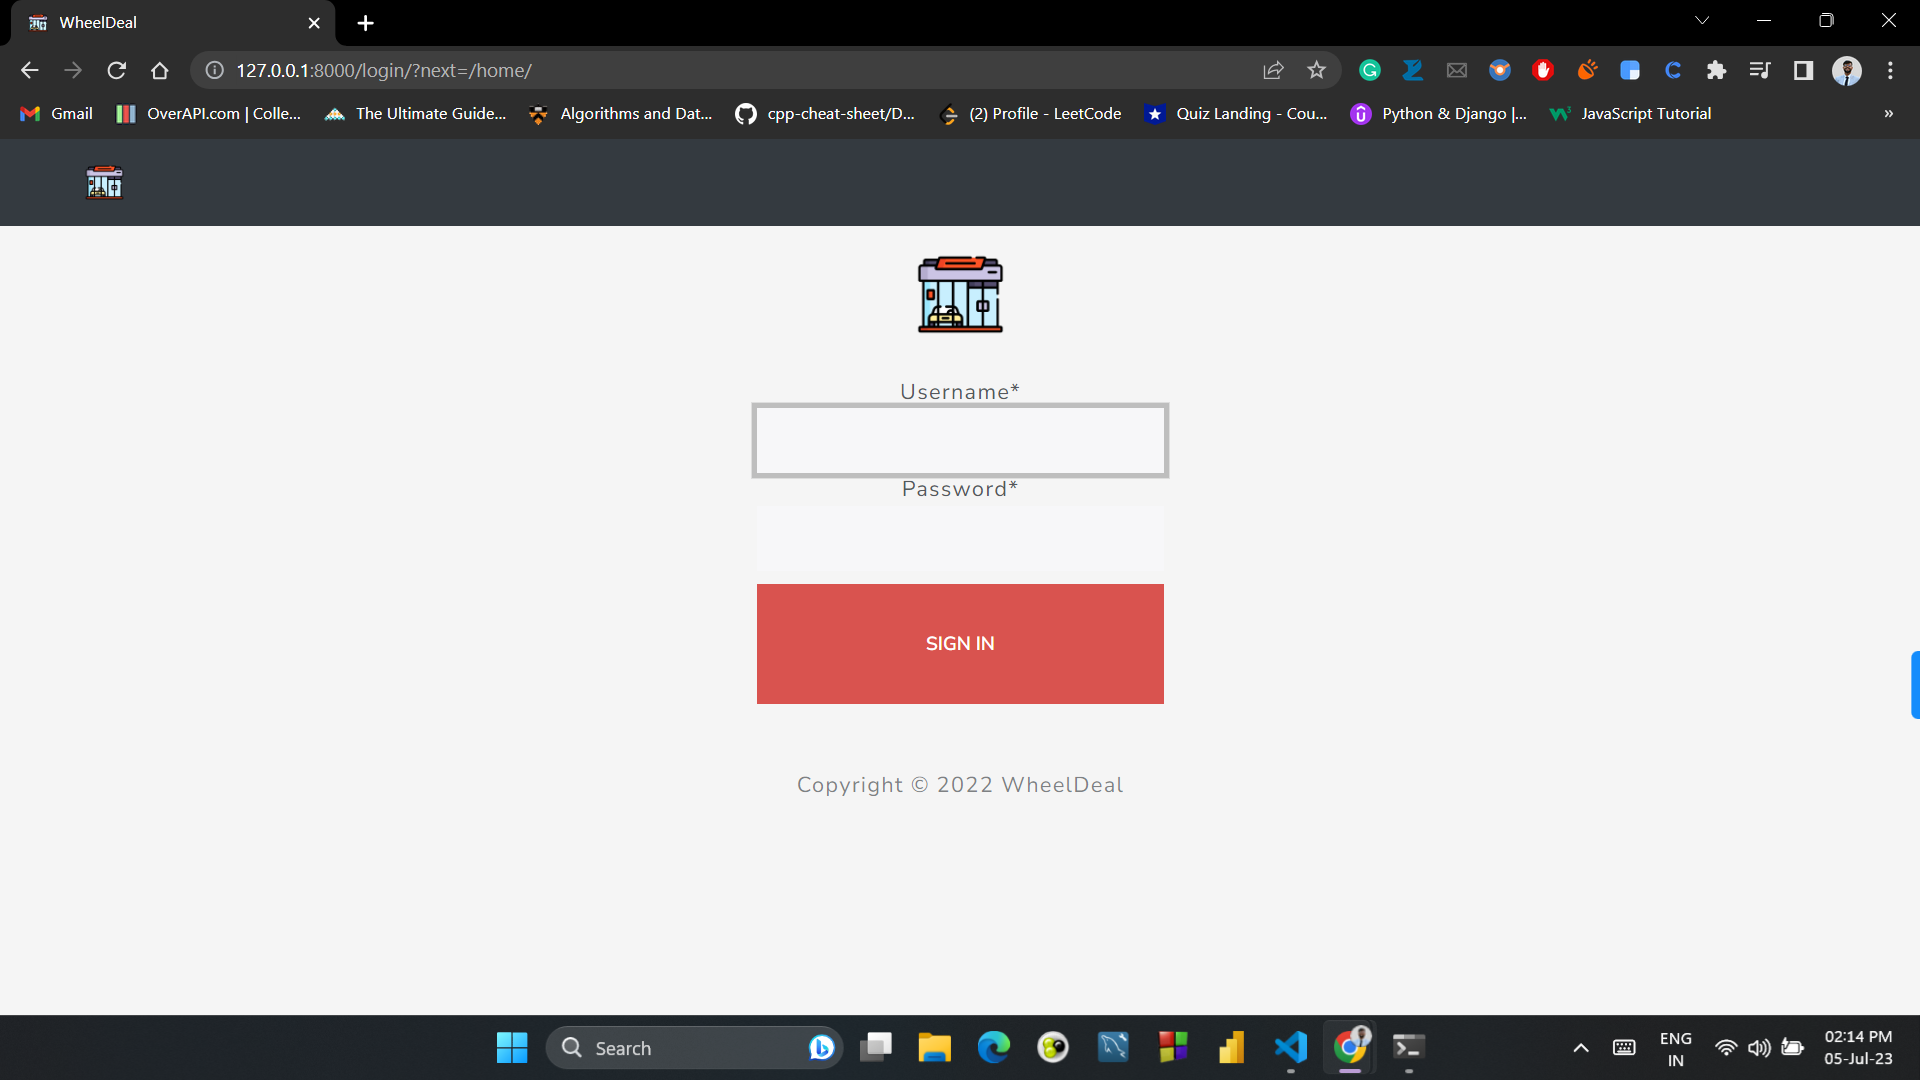 WheelDeal
127.0.0.1:8000/login/?next=/home/
Gmail
OverAPI.com | Colle...
The Ultimate Guide...
Algorithms and Dat...
cpp-cheat-sheet/D...
(2) Profile - LeetCode
Quiz Landing - Cou...
Python & Django |...
JavaScript Tutorial
»
Username*
Password*
SIGN IN
Copyright © 2022 WheelDeal
Search
ENG
IN
02:14 PM
05-Jul-23